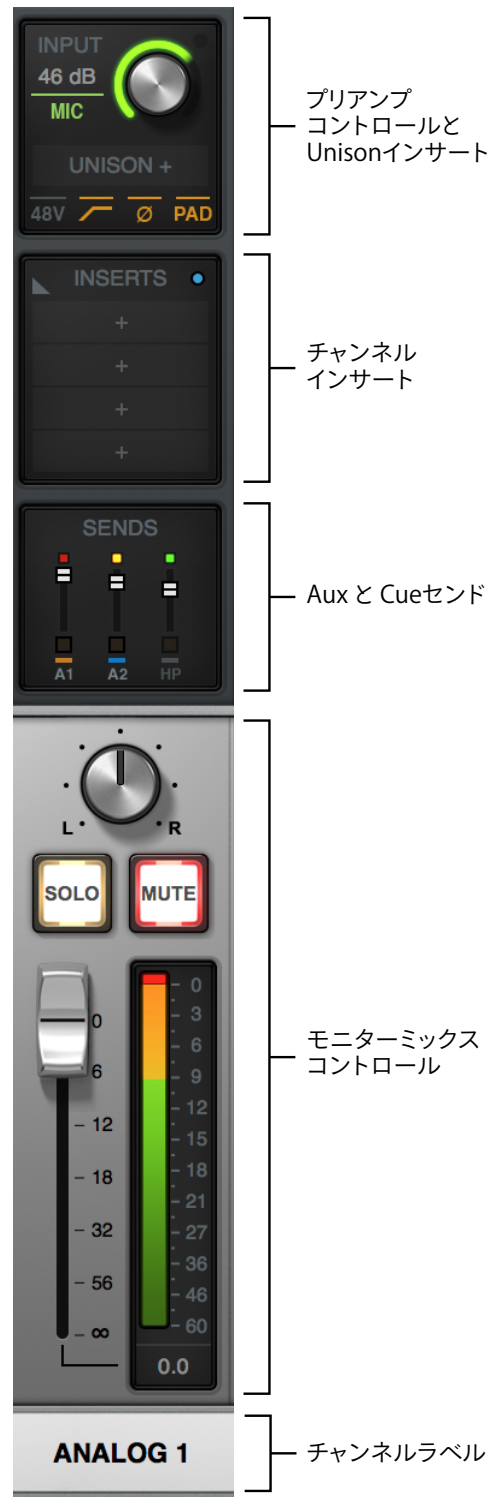 INPUT
46 dB
MIC
UNISON +
48V Ø PAD
プリアンプ
コントロールと
Unisonインサート
INSERTS
+
+
+
+
チャンネル
インサート
SENDS
A1 A2 HP
Aux と Cueセンド
L R
SOLO MUTE
0
6
12
18
32
56
∞
0
3
6
9
12
15
18
21
27
36
46
60
0.0
モニターミックス
コントロール
ANALOG 1
チャンネルラベル